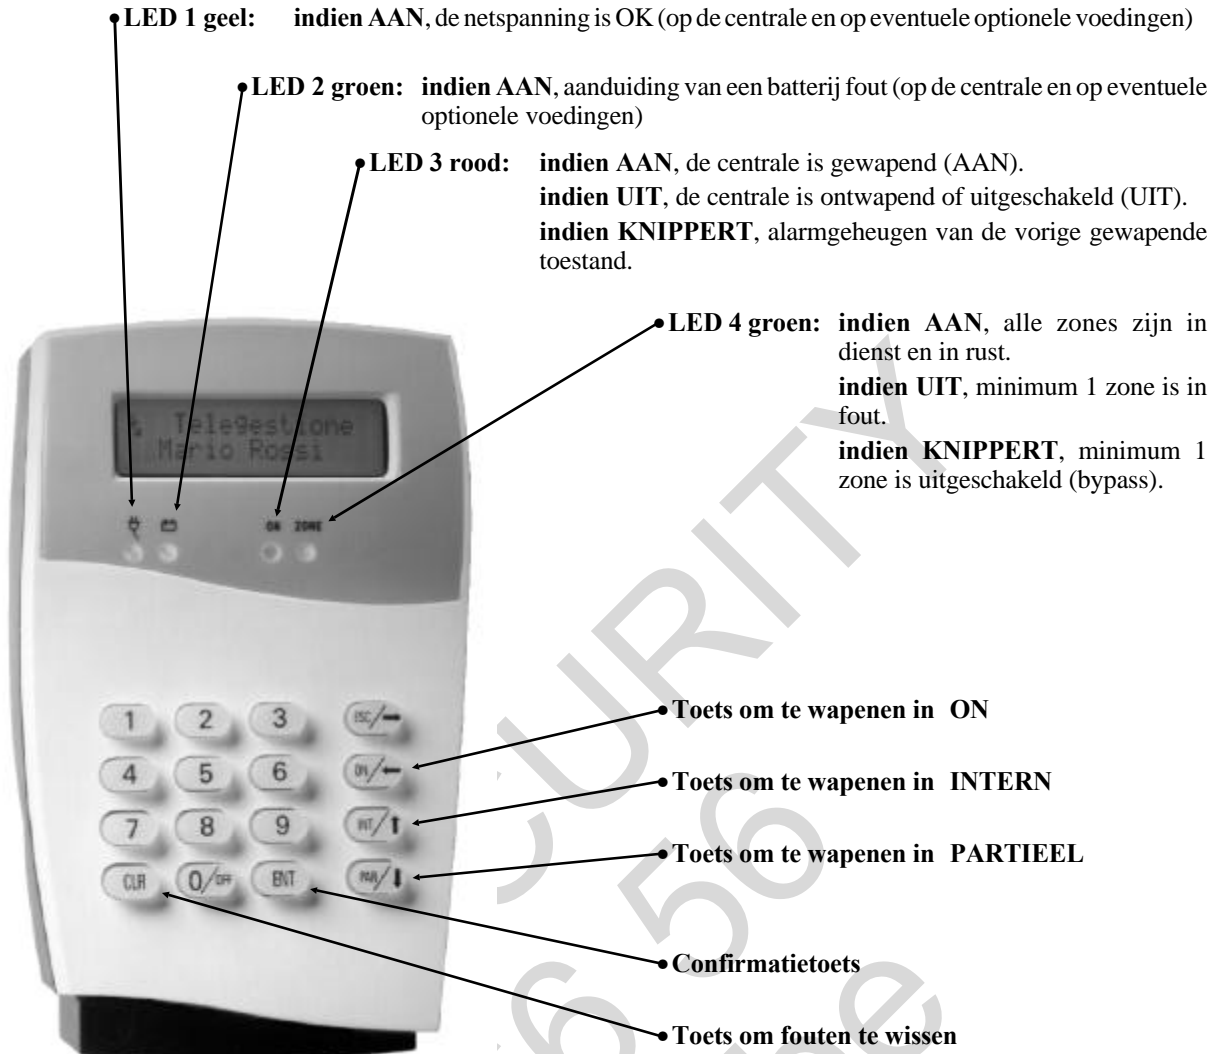 LED 1 geel: indien AAN, de netspanning is OK (op de centrale en op eventuele optionele voedingen)
LED 2 groen: indien AAN, aanduiding van een batterij fout (op de centrale en op eventuele
optionele voedingen)
LED 3 rood: indien AAN, de centrale is gewapend (AAN).
indien UIT, de centrale is ontwapend of uitgeschakeld (UIT).
indien KNIPPERT, alarmgeheugen van de vorige gewapende
toestand.
LED 4 groen: indien AAN, alle zones zijn in
dienst en in rust.
indien UIT, minimum 1 zone is in
fout.
indien KNIPPERT, minimum 1
zone is uitgeschakeld (bypass).
Telegestione
Mario Rossi
ON ZONE
1 2 3 ESC/→
4 5 6 ON/←
7 8 9 INT/↑
CLR 0/OFF ENT PAR/↓
Toets om te wapenen in ON
Toets om te wapenen in INTERN
Toets om te wapenen in PARTIEEL
Confirmatietoets
Toets om fouten te wissen
CURITY
6 56